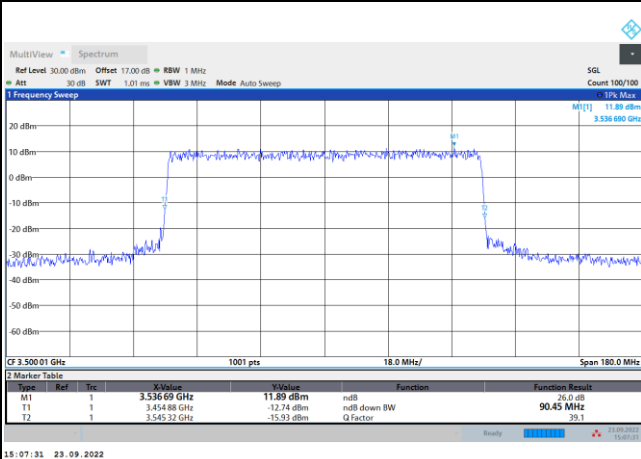 MultiView Spectrum
Ref Level 30.00 dBm Offset 17.00 dB RBW 1 MHz SGL
Att 30 dB SWT 1.01 ms VBW 3 MHz Mode Auto Sweep Count 100/100
1 Frequency Sweep 1Pk Max
M1[1] 11.89 dBm
3.536 690 GHz
20 dBm
M1
10 dBm
0 dBm
T1
-10 dBm
T2
-20 dBm
-30 dBm
-40 dBm
-50 dBm
-60 dBm
CF 3.500 01 GHz 1001 pts 18.0 MHz/ Span 180.0 MHz
2 Marker Table
Type Ref Trc X-Value Y-Value Function Function Result
M1 1 3.536 69 GHz 11.89 dBm ndB 26.0 dB
T1 1 3.454 88 GHz -12.74 dBm ndB down BW 90.45 MHz
T2 1 3.545 32 GHz -15.93 dBm Q Factor 39.1
Ready 23.09.2022
15:07:31
15:07:31 23.09.2022